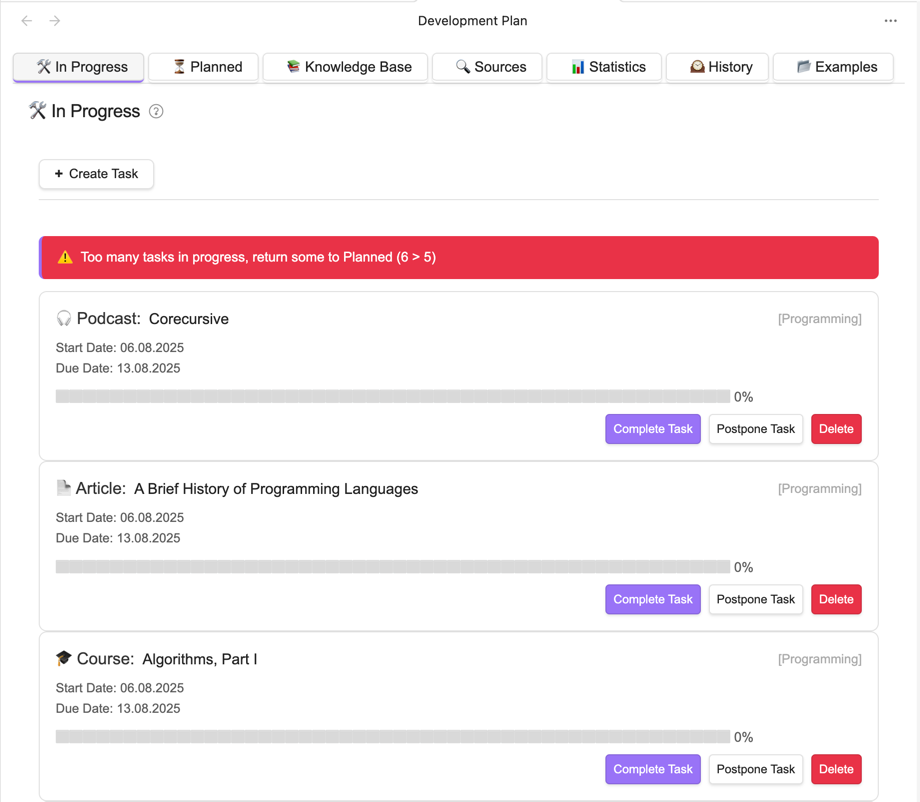 Development Plan
In Progress
Planned
Knowledge Base
Sources
Statistics
History
Examples
In Progress ?
+ Create Task
Too many tasks in progress, return some to Planned (6 > 5)
Podcast: Corecursive [Programming]
Start Date: 06.08.2025
Due Date: 13.08.2025
0%
Complete Task Postpone Task Delete
Article: A Brief History of Programming Languages [Programming]
Start Date: 06.08.2025
Due Date: 13.08.2025
0%
Complete Task Postpone Task Delete
Course: Algorithms, Part I [Programming]
Start Date: 06.08.2025
Due Date: 13.08.2025
0%
Complete Task Postpone Task Delete